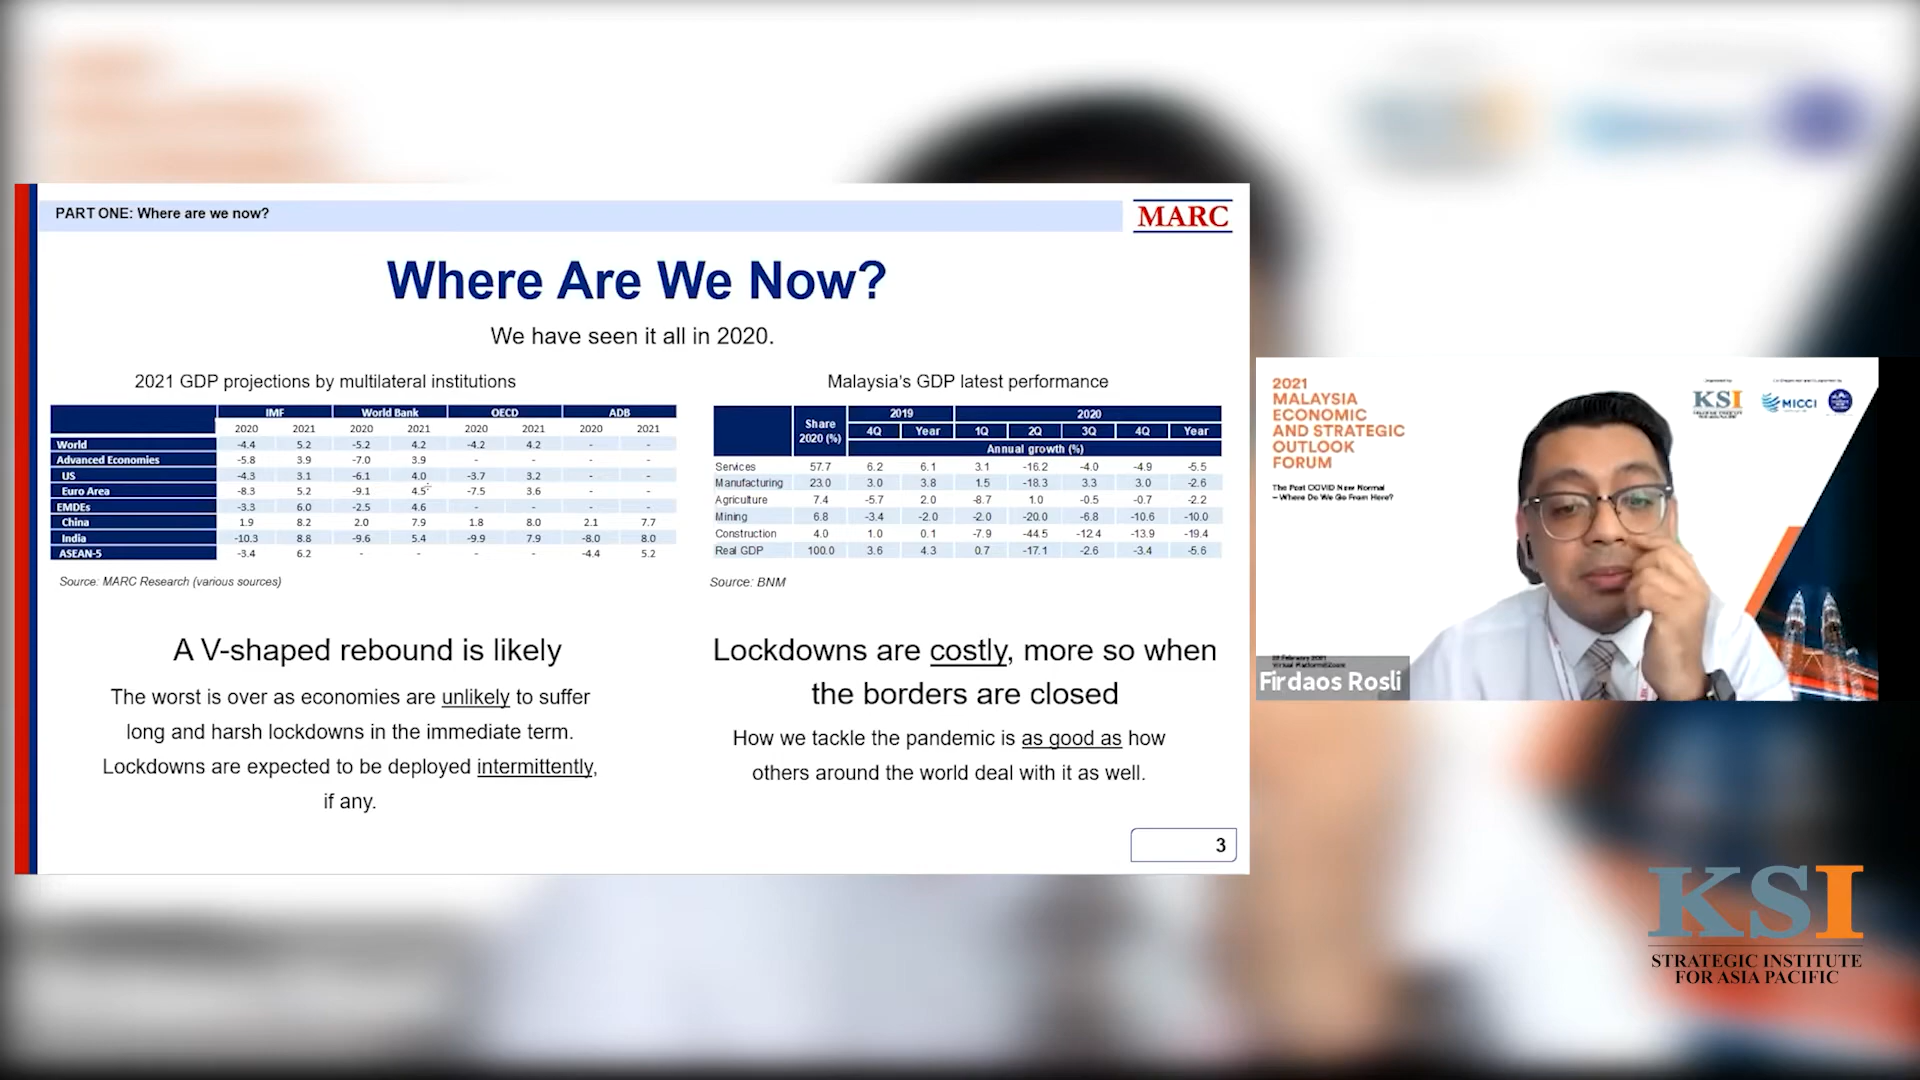 PART ONE: Where are we now?
MARC
Where Are We Now?
We have seen it all in 2020.
2021 GDP projections by multilateral institutions
IMF World Bank OECD ADB
2020 2021 2020 2021 2020 2021 2020 2021
World -4.4 5.2 -5.2 4.2 -4.2 4.2 - -
Advanced Economies -5.8 3.9 -7.0 3.9 - - - -
US -4.3 3.1 -6.1 4.0 -3.7 3.2 - -
Euro Area -8.3 5.2 -9.1 4.5 -7.5 3.6 - -
EMDEs -3.3 6.0 -2.5 4.6 - - - -
China 1.9 8.2 2.0 7.9 1.8 8.0 2.1 7.7
India -10.3 8.8 -9.6 5.4 -9.9 7.9 -8.0 8.0
ASEAN-5 -3.4 6.2 - - - - -4.4 5.2
Source: MARC Research (various sources)
Malaysia's GDP latest performance
Share 2020 (%) 2019 2020
4Q Year 1Q 2Q 3Q 4Q Year
Annual growth (%)
Services 57.7 6.2 6.1 3.1 -16.2 -4.0 -4.9 -5.5
Manufacturing 23.0 3.0 3.8 1.5 -18.3 3.3 3.0 -2.6
Agriculture 7.4 -5.7 2.0 -8.7 1.0 -0.5 -0.7 -2.2
Mining 6.8 -3.4 -2.0 -2.0 -20.0 -6.8 -10.6 -10.0
Construction 4.0 1.0 0.1 -7.9 -44.5 -12.4 -13.9 -19.4
Real GDP 100.0 3.6 4.3 0.7 -17.1 -2.6 -3.4 -5.6
Source: BNM
A V-shaped rebound is likely
The worst is over as economies are unlikely to suffer
long and harsh lockdowns in the immediate term.
Lockdowns are expected to be deployed intermittently,
if any.
Lockdowns are costly, more so when
the borders are closed
How we tackle the pandemic is as good as how
others around the world deal with it as well.
3
2021
MALAYSIA
ECONOMIC
AND STRATEGIC
OUTLOOK
FORUM
The Post COVID New Normal
– Where Do We Go From Here?
KSI
MICCI
Firdaos Rosli
KSI
STRATEGIC INSTITUTE
FOR ASIA PACIFIC